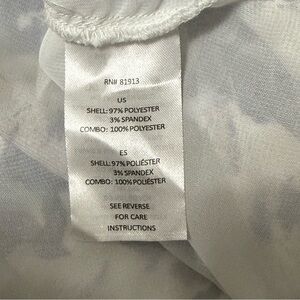 RN# 81913
US
SHELL: 97% POLYESTER
3% SPANDEX
COMBO: 100% POLYESTER
ES
SHELL: 97% POLIÉSTER
3% SPANDEX
COMBO: 100% POLIÉSTER
SEE REVERSE
FOR CARE
INSTRUCTIONS